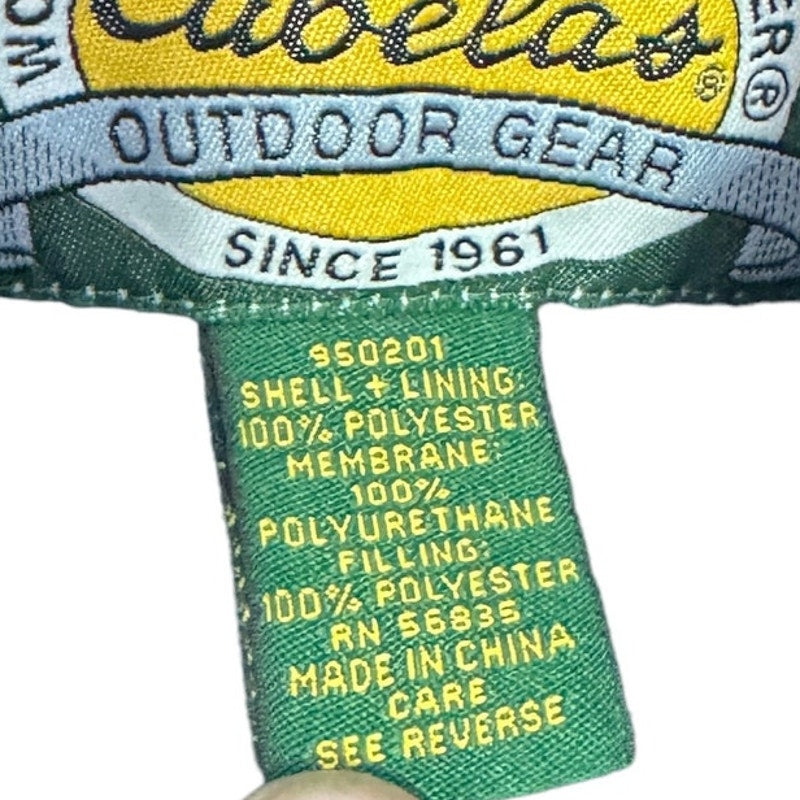 Cabela's
®
ER®
OUTDOOR GEAR
SINCE 1961
950201
SHELL + LINING:
100% POLYESTER
MEMBRANE:
100%
POLYURETHANE
FILLING:
100% POLYESTER
RN 56835
MADE IN CHINA
CARE
SEE REVERSE